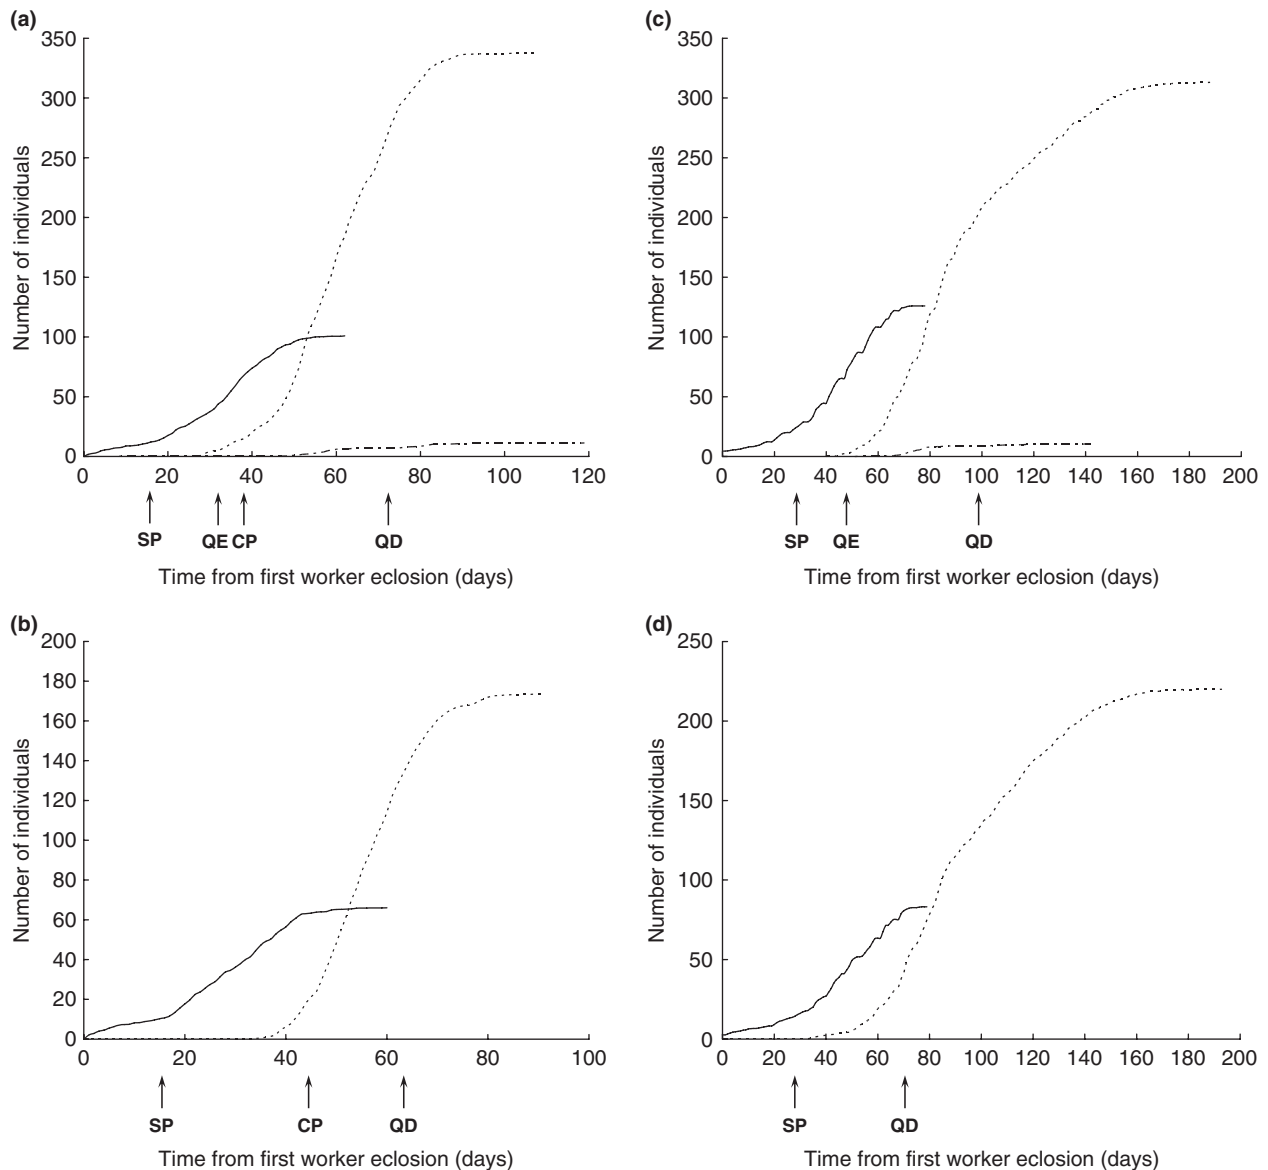 (a)
350
300
250
200
150
100
50
0
Number of individuals
0 20 40 60 80 100 120
SP QE CP QD
Time from first worker eclosion (days)
(c)
350
300
250
200
150
100
50
0
Number of individuals
0 20 40 60 80 100 120 140 160 180 200
SP QE QD
Time from first worker eclosion (days)
(b)
200
180
160
140
120
100
80
60
40
20
0
Number of individuals
0 20 40 60 80 100
SP CP QD
Time from first worker eclosion (days)
(d)
250
200
150
100
50
0
Number of individuals
0 20 40 60 80 100 120 140 160 180 200
SP QD
Time from first worker eclosion (days)